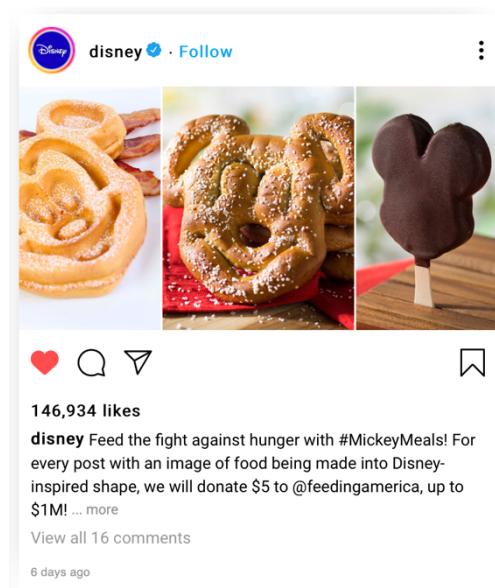 Disney
disney · Follow
146,934 likes
disney Feed the fight against hunger with #MickeyMeals! For
every post with an image of food being made into Disney-
inspired shape, we will donate $5 to @feedingamerica, up to
$1M! ... more
View all 16 comments
6 days ago